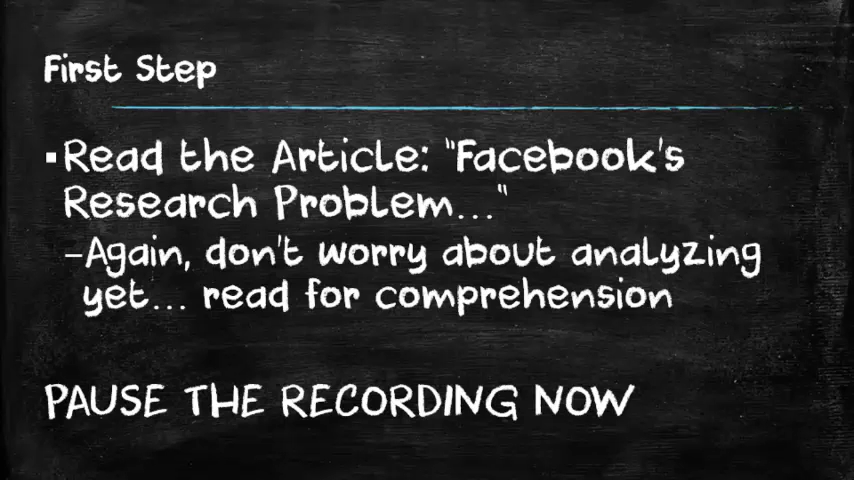 First Step
▪Read the Article: "Facebook's
Research Problem..."
–Again, don't worry about analyzing
yet... read for comprehension
PAUSE THE RECORDING NOW